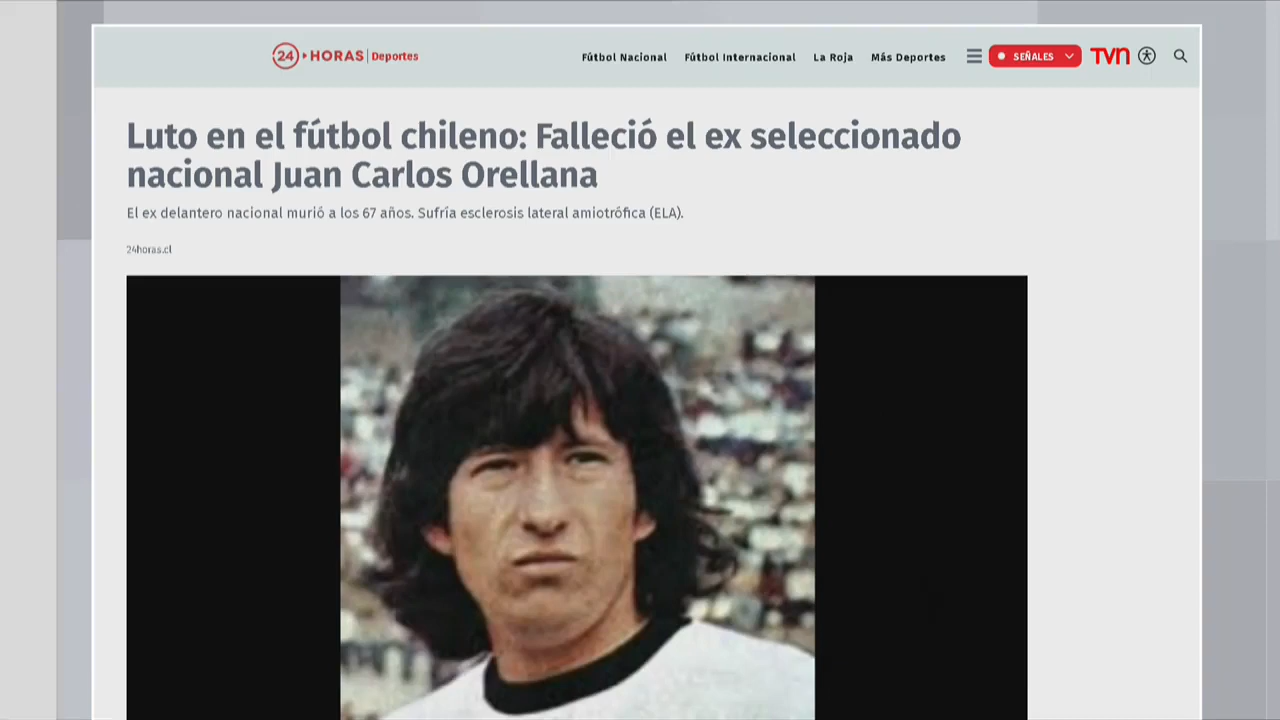 24 HORAS Deportes
Fútbol Nacional Fútbol Internacional La Roja Más Deportes SEÑALES TVN
Luto en el fútbol chileno: Falleció el ex seleccionado
nacional Juan Carlos Orellana
El ex delantero nacional murió a los 67 años. Sufría esclerosis lateral amiotrófica (ELA).
24horas.cl